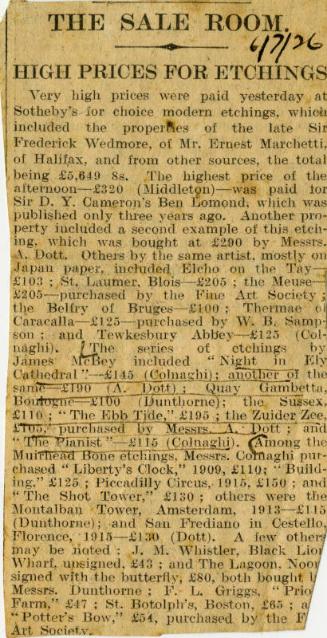 THE SALE ROOM.
6/7/26
HIGH PRICES FOR ETCHINGS
Very high prices were paid yesterday at
Sotheby's for choice modern etchings, which
included the properties of the late Sir
Frederick Wedmore, of Mr. Ernest Marchetti,
of Halifax, and from other sources, the total
being £5,649 8s. The highest price of the
afternoon—£320 (Middleton)—was paid for
Sir D. Y. Cameron's Ben Lomond, which was
published only three years ago. Another pro-
perty included a second example of this etch-
ing, which was bought at £290 by Messrs.
A. Dott. Others by the same artist, mostly on
Japan paper, included Elcho on the Tay—
£103; St. Laumer, Blois—£205; the Meuse—
£205—purchased by the Fine Art Society;
the Belfry of Bruges—£100; Thermae of
Caracalla—£125—purchased by W. B. Samp-
son; and Tewkesbury Abbey—£125 (Col-
naghi). The series of etchings by
James McBey included "Night in Ely
Cathedral"—£145 (Colnaghi); another of the
same—£190 (A. Dott); Quay Gambetta,
Boulogne—£100 (Dunthorne); the Sussex,
£110; "The Ebb Tide," £195; the Zuider Zee,
£105, purchased by Messrs. A. Dott; and
"The Pianist"—£115 (Colnaghi). Among the
Muirhead Bone etchings, Messrs. Colnaghi pur-
chased "Liberty's Clock," 1909, £110; "Build-
ing," £125; Piccadilly Circus, 1915, £150; and
"The Shot Tower," £130; others were the
Montalban Tower, Amsterdam, 1913—£115
(Dunthorne); and San Frediano in Cestello,
Florence, 1915—£130 (Dott). A few others
may be noted: J. M. Whistler, Black Lion
Wharf, unsigned, £43; and The Lagoon, Noon
signed with the butterfly, £80, both bought b
Messrs. Dunthorne; F. L. Griggs, "Prio
Farm," £47; St. Botolph's, Boston, £65; a
"Potter's Bow," £54, purchased by the F
Art Society.